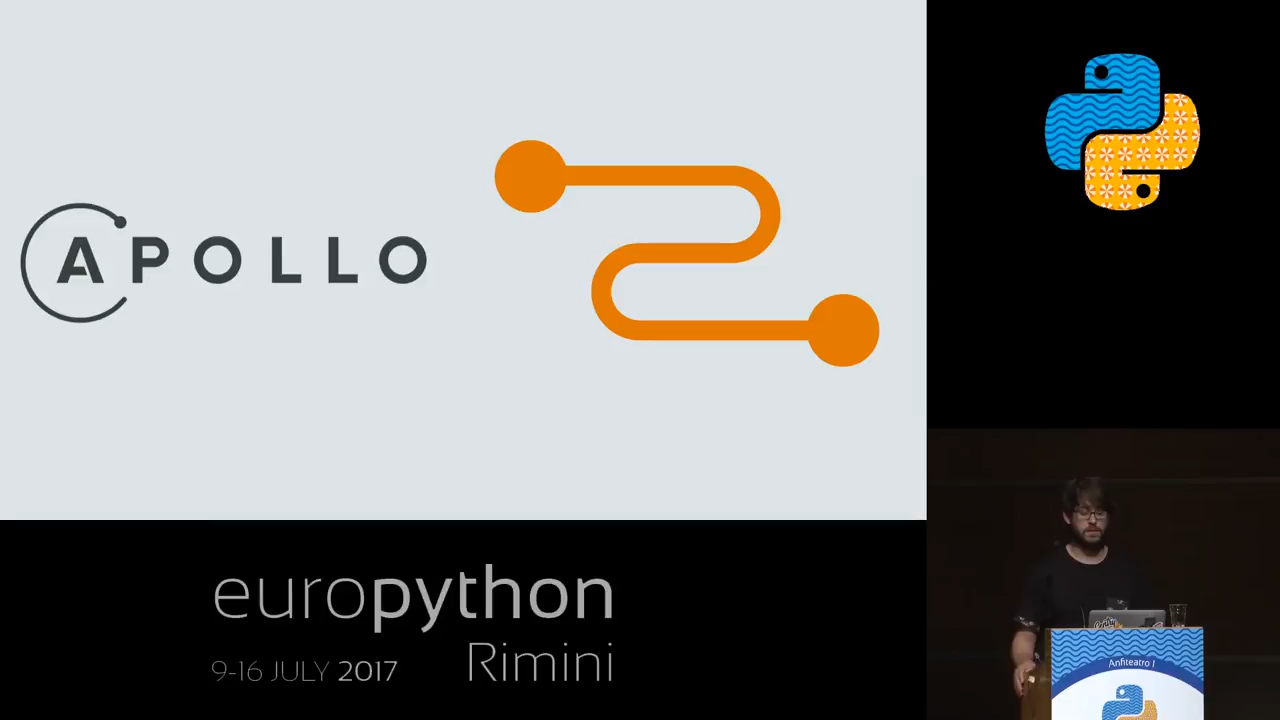 APOLLO
europython
9-16 JULY 2017
Rimini
Anfiteatro I